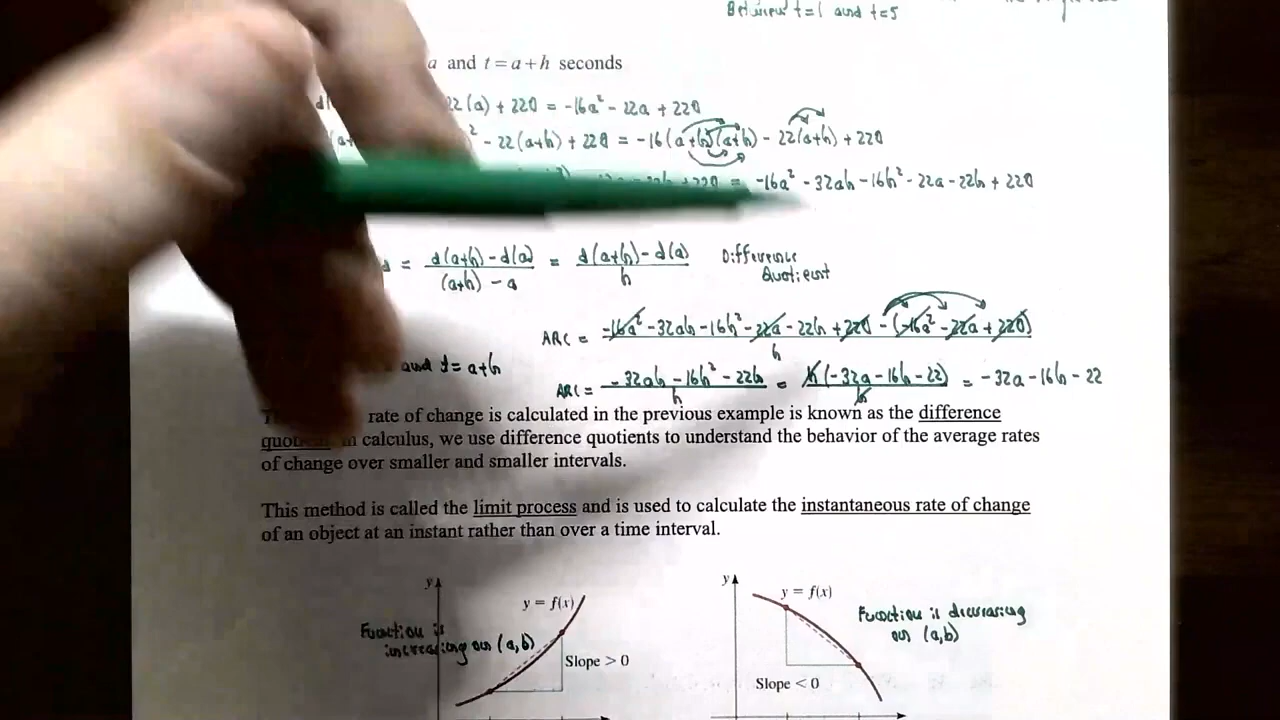 Between t=1 and t=5
a and t = a+h seconds
22(a) + 220 = -16a² - 22a + 220
² - 22(a+h) + 220 = -16(a+h)(a+h) - 22(a+h) + 220
+220 = -16a² - 32ah - 16h² - 22a - 22h + 220
= d(a+h) - d(a) / (a+h) - a = d(a+h) - d(a) / h Difference
Quotient
ARC = -16a² - 32ah - 16h² - 22a - 22h + 220 - (-16a² - 22a + 220) / h
and t = a+h
ARC = -32ah - 16h² - 22h / h = h(-32a - 16h - 22) / h = -32a - 16h - 22
rate of change is calculated in the previous example is known as the difference
calculus, we use difference quotients to understand the behavior of the average rates
of change over smaller and smaller intervals.
This method is called the limit process and is used to calculate the instantaneous rate of change
of an object at an instant rather than over a time interval.
y
y = f(x)
Function is
increasing on (a,b)
Slope > 0
y
y = f(x)
Function is decreasing
on (a,b)
Slope < 0